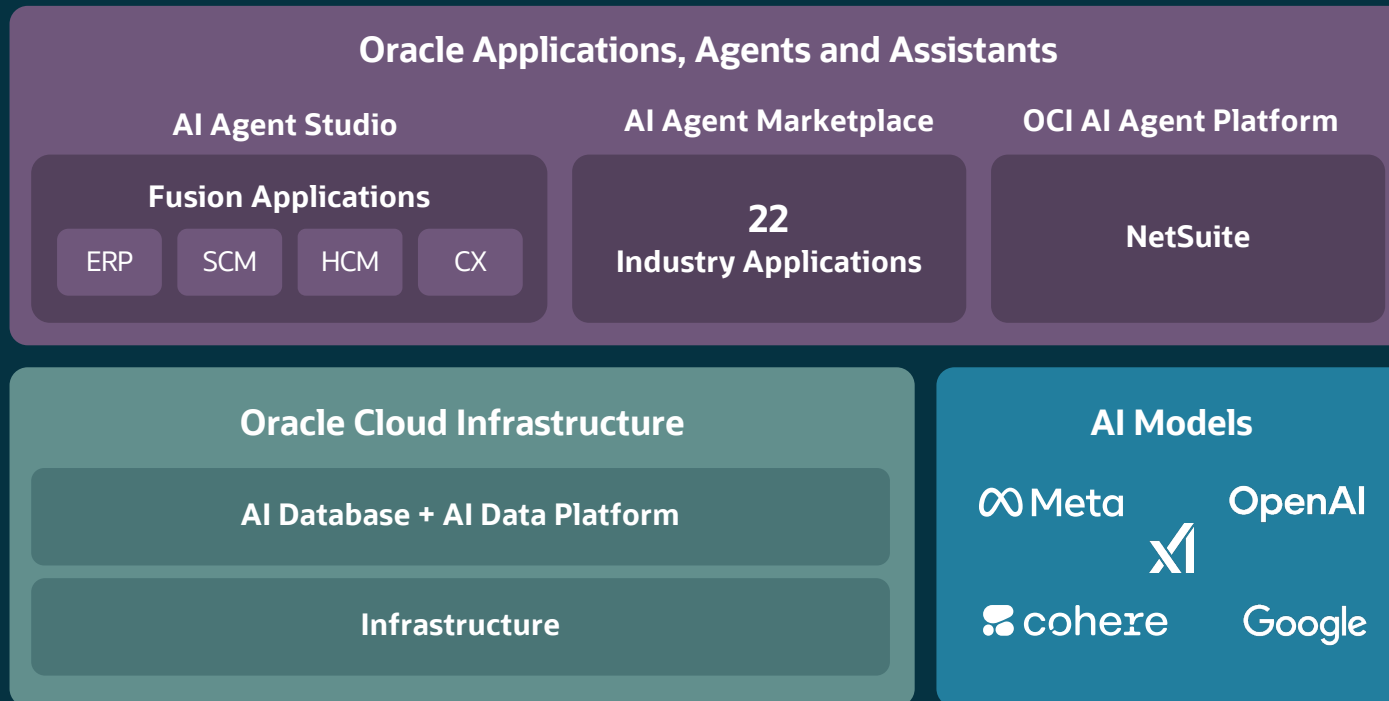 Oracle Applications, Agents and Assistants
AI Agent Studio
AI Agent Marketplace
OCI AI Agent Platform
Fusion Applications
ERP
SCM
HCM
CX
22
Industry Applications
NetSuite
Oracle Cloud Infrastructure
AI Database + AI Data Platform
Infrastructure
AI Models
Meta
OpenAI
xI
cohere
Google